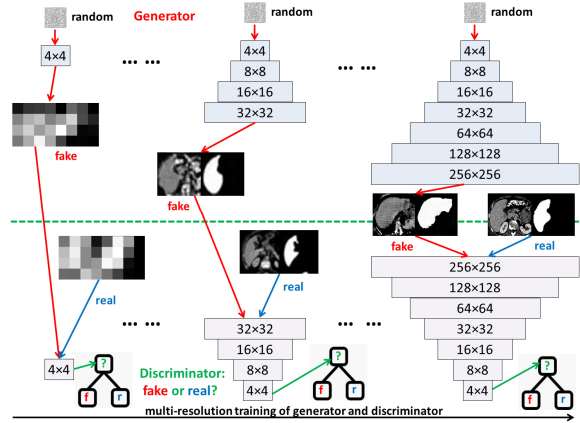 random
Generator
random
random
4×4
... ...
4×4
8×8
16×16
32×32
... ...
4×4
8×8
16×16
32×32
64×64
128×128
256×256
fake
fake
fake
real
real
real
256×256
128×128
64×64
32×32
16×16
8×8
4×4
... ...
32×32
16×16
8×8
4×4
... ...
4×4
?
f
r
Discriminator:
fake or real?
?
f
r
?
f
r
multi-resolution training of generator and discriminator